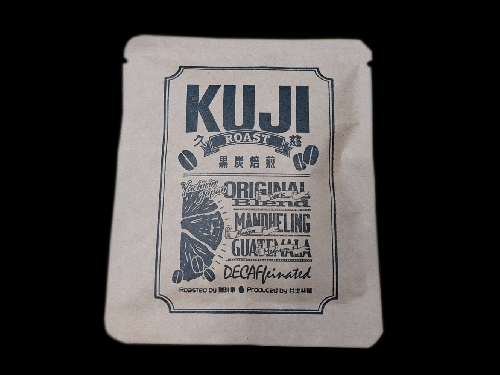 KUJI
久 ROAST 慈
黒炭焙煎
ORIGINAL
Blend
MANDHELING
GUATEMALA
DECAFfeinated
Roasted by Produced by